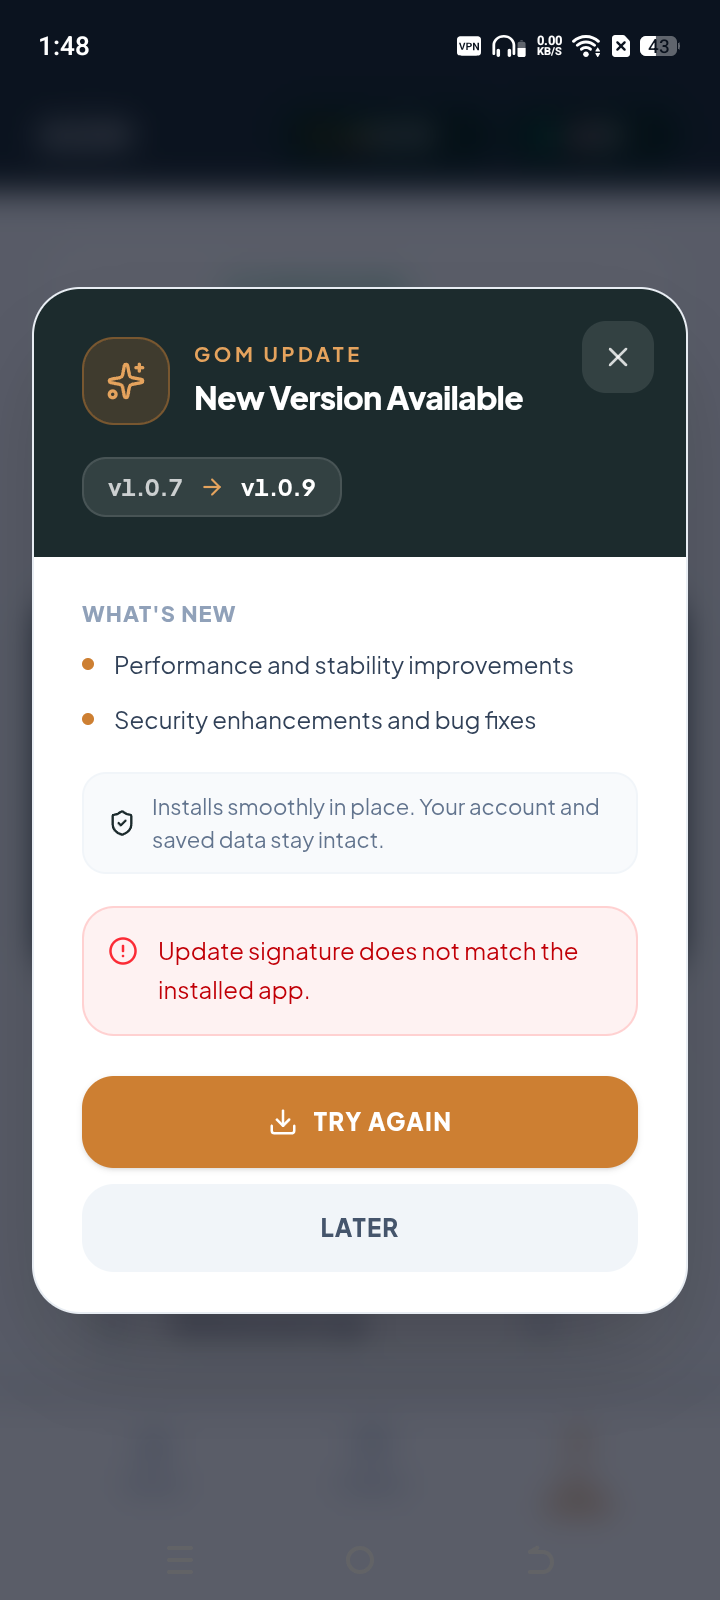 1:48
VPN
0.00
KB/S
43
GOM UPDATE
New Version Available
v1.0.7 → v1.0.9
WHAT'S NEW
Performance and stability improvements
Security enhancements and bug fixes
Installs smoothly in place. Your account and
saved data stay intact.
Update signature does not match the
installed app.
TRY AGAIN
LATER